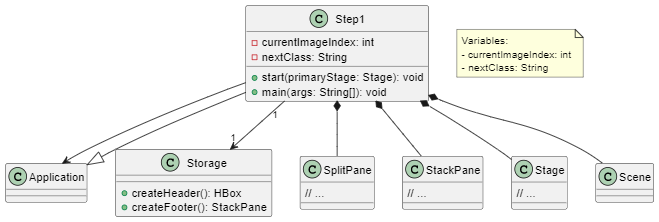 C Step1
currentImageIndex: int
nextClass: String
start(primaryStage: Stage): void
main(args: String[]): void
Variables:
- currentImageIndex: int
- nextClass: String
1
1
C Application
C Storage
createHeader(): HBox
createFooter(): StackPane
C SplitPane
// ...
C StackPane
// ...
C Stage
// ...
C Scene